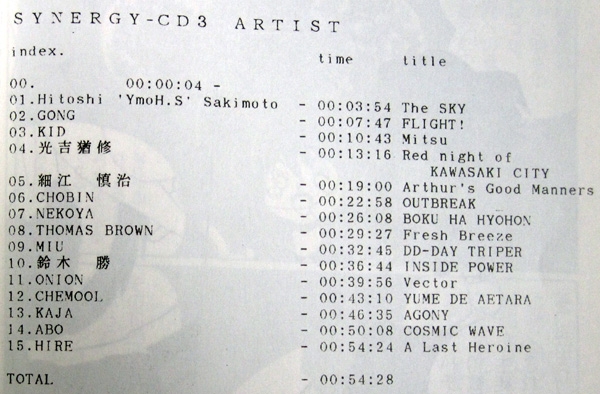 SYNERGY-CD3 ARTIST
index. time title
00. 00:00:04 -
01.Hitoshi 'YmoH.S' Sakimoto - 00:03:54 The SKY
02.GONG - 00:07:47 FLIGHT!
03.KID - 00:10:43 Mitsu
04.光吉猶修 - 00:13:16 Red night of
KAWASAKI CITY
05.細江 慎治 - 00:19:00 Arthur's Good Manners
06.CHOBIN - 00:22:58 OUTBREAK
07.NEKOYA - 00:26:08 BOKU HA HYOHON
08.THOMAS BROWN - 00:29:27 Fresh Breeze
09.MIU - 00:32:45 DD-DAY TRIPER
10.鈴木 勝 - 00:36:44 INSIDE POWER
11.ONION - 00:39:56 Vector
12.CHEMOOL - 00:43:10 YUME DE AETARA
13.KAJA - 00:46:35 AGONY
14.ABO - 00:50:08 COSMIC WAVE
15.HIRE - 00:54:24 A Last Heroine
TOTAL - 00:54:28